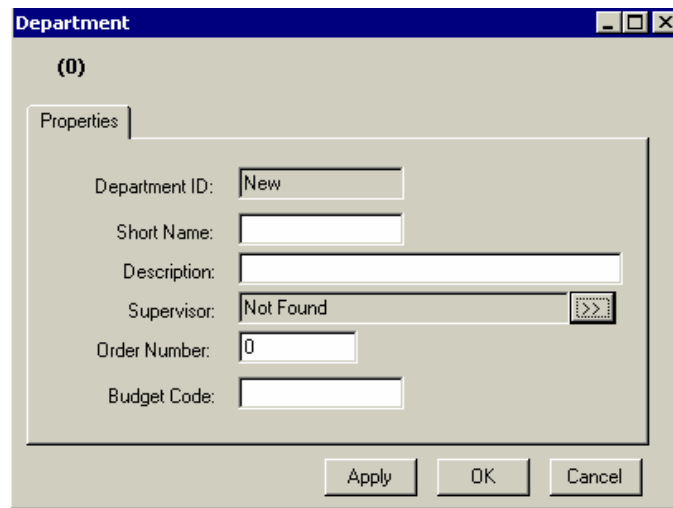 Department
(0)
Properties
Department ID: New
Short Name:
Description:
Supervisor: Not Found >>
Order Number: 0
Budget Code:
Apply OK Cancel